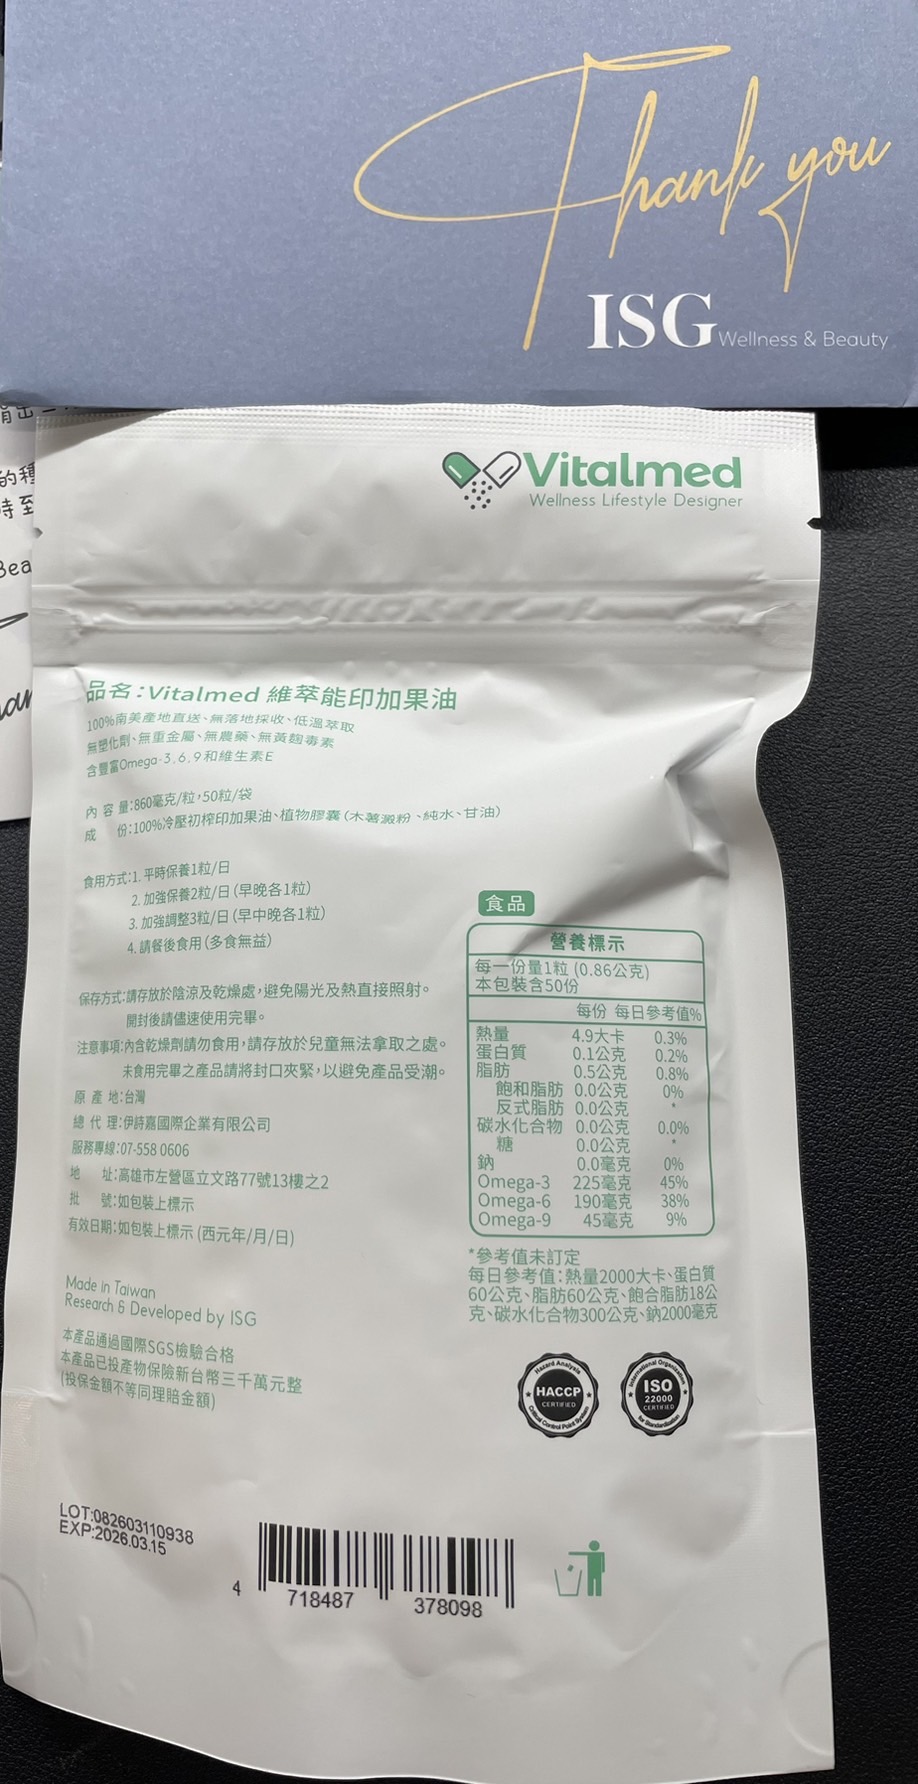 Thank you
ISG Wellness & Beauty
的種
時至
Bea
Vitalmed
Wellness Lifestyle Designer
品名:Vitalmed 維萃能印加果油
100%南美產地直送、無落地採收、低溫萃取
無塑化劑、無重金屬、無農藥、無黃麴毒素
含豐富Omega-3,6,9和維生素E
內容量:860毫克/粒,50粒/袋
成份:100%冷壓初榨印加果油、植物膠囊(木薯澱粉、純水、甘油)
食用方式:1. 平時保養1粒/日
2. 加強保養2粒/日(早晚各1粒)
3. 加強調整3粒/日(早中晚各1粒)
4. 請餐後食用(多食無益)
保存方式:請存放於陰涼及乾燥處,避免陽光及熱直接照射。
開封後請儘速使用完畢。
注意事項:內含乾燥劑請勿食用,請存放於兒童無法拿取之處。
未食用完畢之產品請將封口夾緊,以避免產品受潮。
原產地:台灣
總代理:伊詩嘉國際企業有限公司
服務專線:07-558 0606
地址:高雄市左營區立文路77號13樓之2
批號:如包裝上標示
有效日期:如包裝上標示(西元年/月/日)
Made in Taiwan
Research & Developed by ISG
本產品通過國際SGS檢驗合格
本產品已投產物保險新台幣三千萬元整
(投保金額不等同理賠金額)
食品
營養標示
每一份量1粒 (0.86公克)
本包裝含50份
每份 每日參考值%
熱量 4.9大卡 0.3%
蛋白質 0.1公克 0.2%
脂肪 0.5公克 0.8%
飽和脂肪 0.0公克 0%
反式脂肪 0.0公克 *
碳水化合物 0.0公克 0.0%
糖 0.0公克 *
鈉 0.0毫克 0%
Omega-3 225毫克 45%
Omega-6 190毫克 38%
Omega-9 45毫克 9%
*參考值未訂定
每日參考值:熱量2000大卡、蛋白質
60公克、脂肪60公克、飽合脂肪18公
克、碳水化合物300公克、鈉2000毫克
Hazard Analysis
HACCP
CERTIFIED
Critical Control Point System
International Organization
ISO
22000
CERTIFIED
for Standardization
LOT:082603110938
EXP:2026.03.15
4 718487 378098